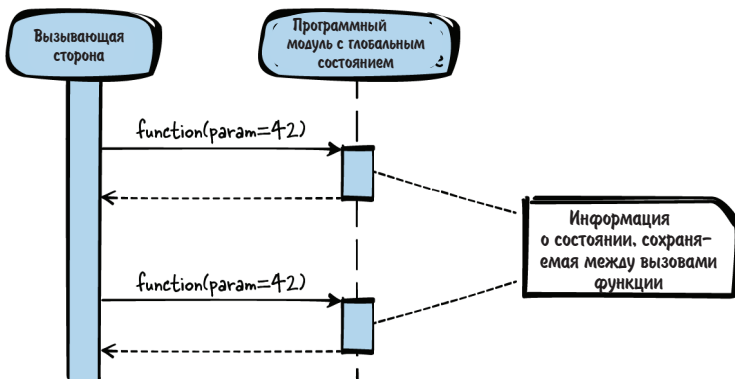 Вызывающая
сторона
Программный
модуль с глобальным
состоянием
function(param=42)
Информация
о состоянии, сохраня-
емая между вызовами
функции
function(param=42)